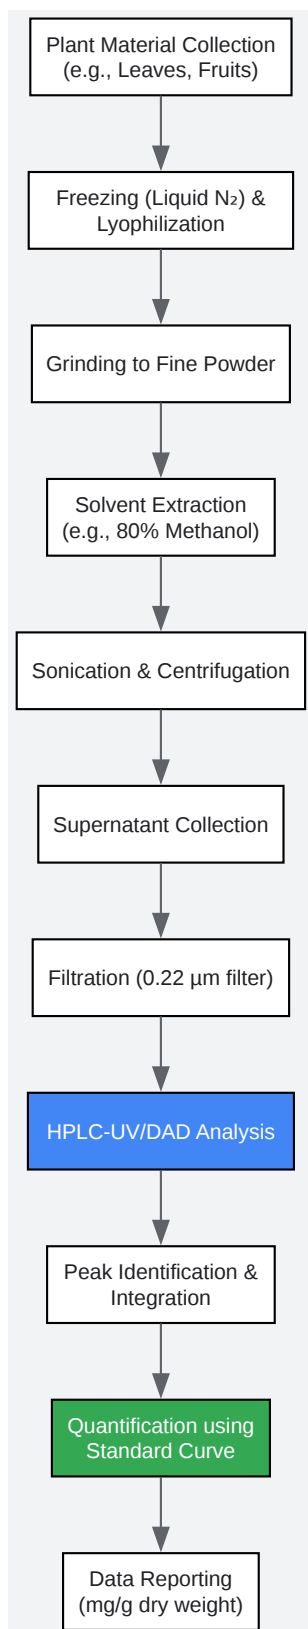 Plant Material Collection
(e.g., Leaves, Fruits)
Freezing (Liquid N₂) &
Lyophilization
Grinding to Fine Powder
Solvent Extraction
(e.g., 80% Methanol)
Sonication & Centrifugation
Supernatant Collection
Filtration (0.22 µm filter)
HPLC-UV/DAD Analysis
Peak Identification &
Integration
Quantification using
Standard Curve
Data Reporting
(mg/g dry weight)